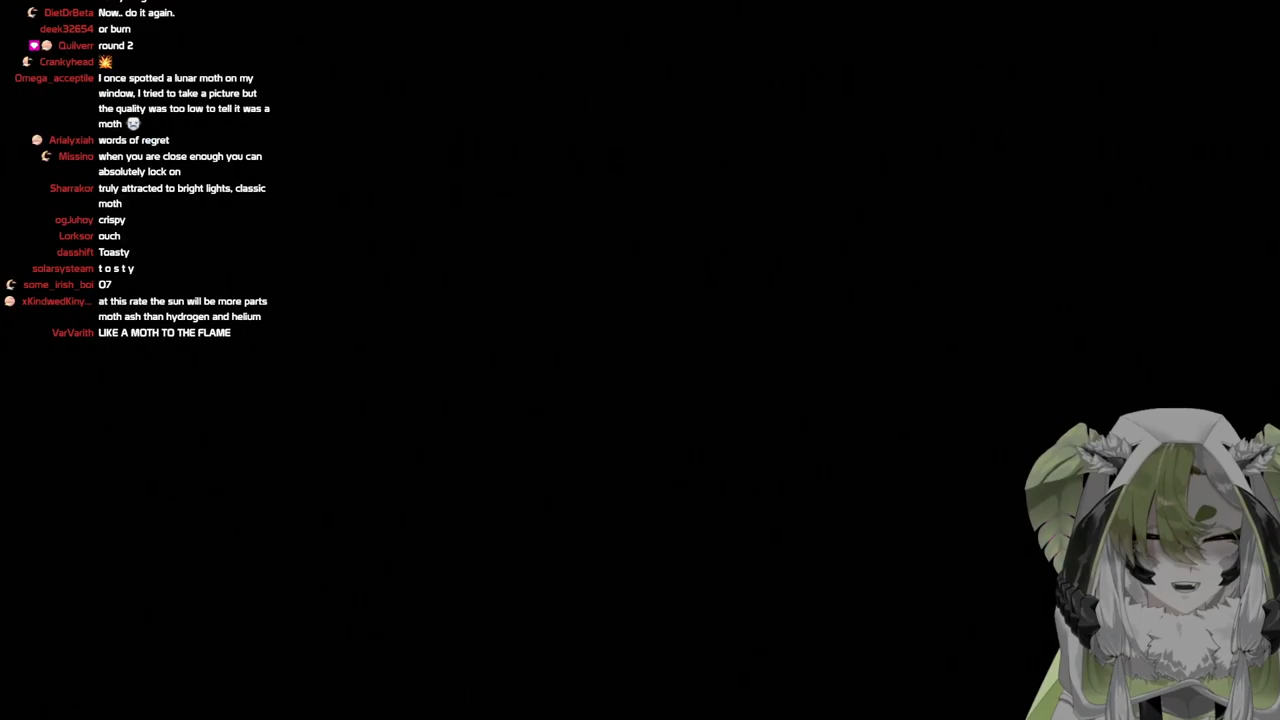 DietDrBeta Now.. do it again.
deek32654 or burn
Quilverr round 2
Crankyhead
Omega_acceptile I once spotted a lunar moth on my
window, I tried to take a picture but
the quality was too low to tell it was a
moth
Arialyxiah words of regret
Missino when you are close enough you can
absolutely lock on
Sharrakor truly attracted to bright lights, classic
moth
ogJuhoy crispy
Lorksor ouch
dasshift Toasty
solarsysteam t o s t y
some_irish_boi O7
xKindwedKiny... at this rate the sun will be more parts
moth ash than hydrogen and helium
VarVarith LIKE A MOTH TO THE FLAME